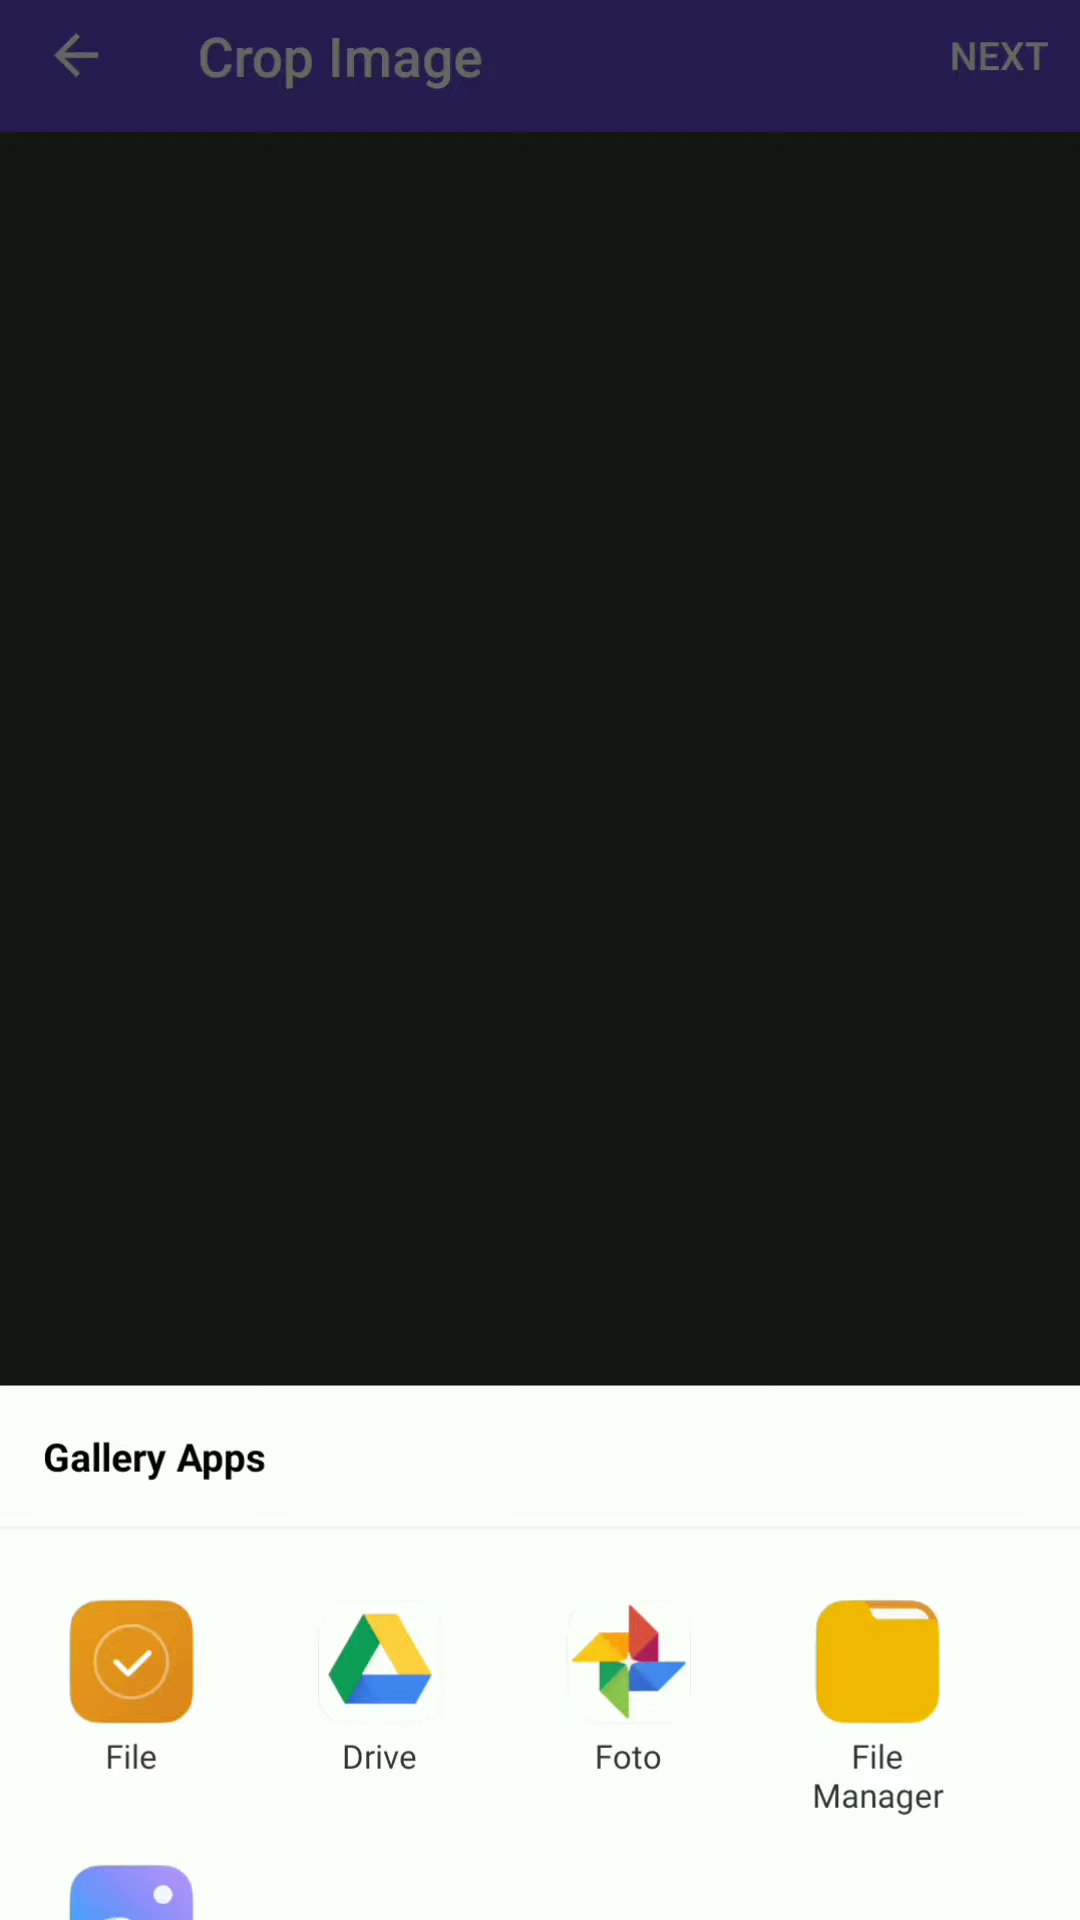 Crop Image
NEXT
Gallery Apps
File
Drive
Foto
File
Manager